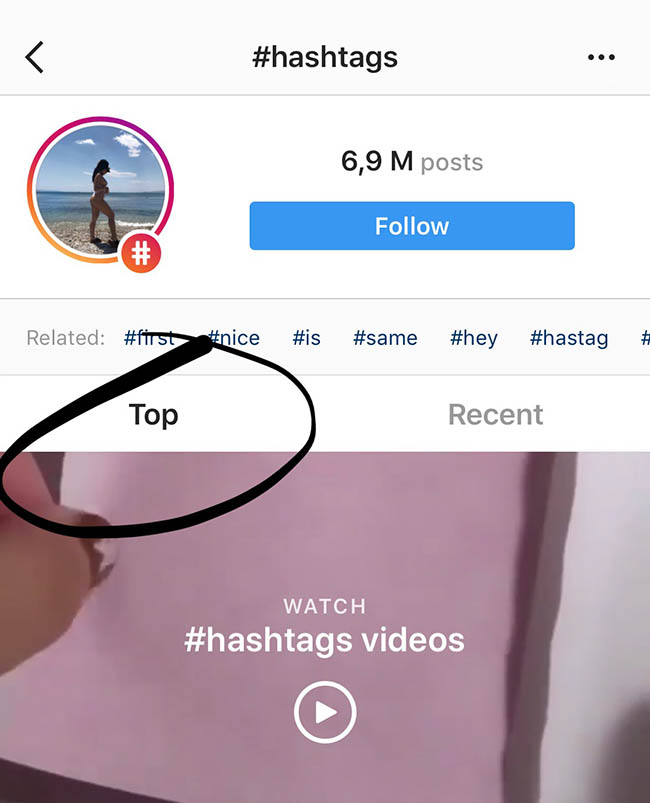 #hashtags
6,9 M posts
#
Follow
Related: #first #nice #is #same #hey #hastag #
Top Recent
WATCH
#hashtags videos